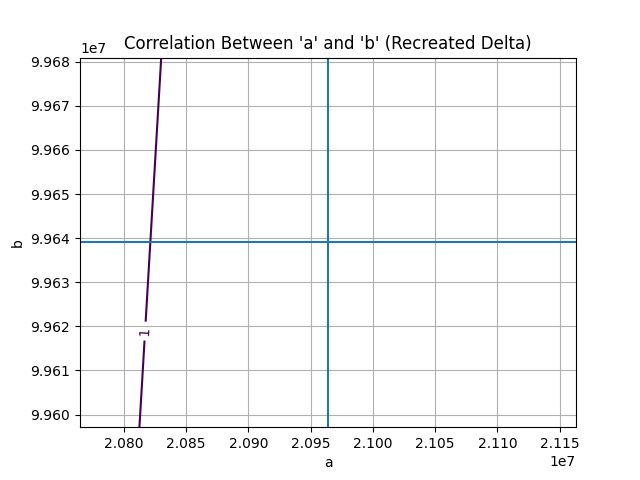 Correlation Between 'a' and 'b' (Recreated Delta)
1e7
9.968
9.967
9.966
9.965
9.964
9.963
9.962
9.961
9.960
b
1
2.080 2.085 2.090 2.095 2.100 2.105 2.110 2.115
a
1e7